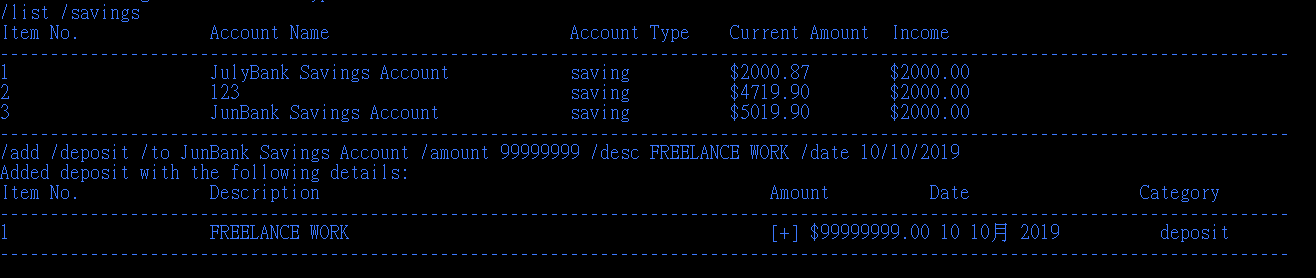 /list /savings
Item No. Account Name Account Type Current Amount Income
--------------------------------------------------------------------------------------------------------------------------------
1 JulyBank Savings Account saving $2000.87 $2000.00
2 123 saving $4719.90 $2000.00
3 JunBank Savings Account saving $5019.90 $2000.00
--------------------------------------------------------------------------------------------------------------------------------
/add /deposit /to JunBank Savings Account /amount 99999999 /desc FREELANCE WORK /date 10/10/2019
Added deposit with the following details:
Item No. Description Amount Date Category
--------------------------------------------------------------------------------------------------------------------------------
1 FREELANCE WORK [+] $99999999.00 10 10月 2019 deposit
--------------------------------------------------------------------------------------------------------------------------------